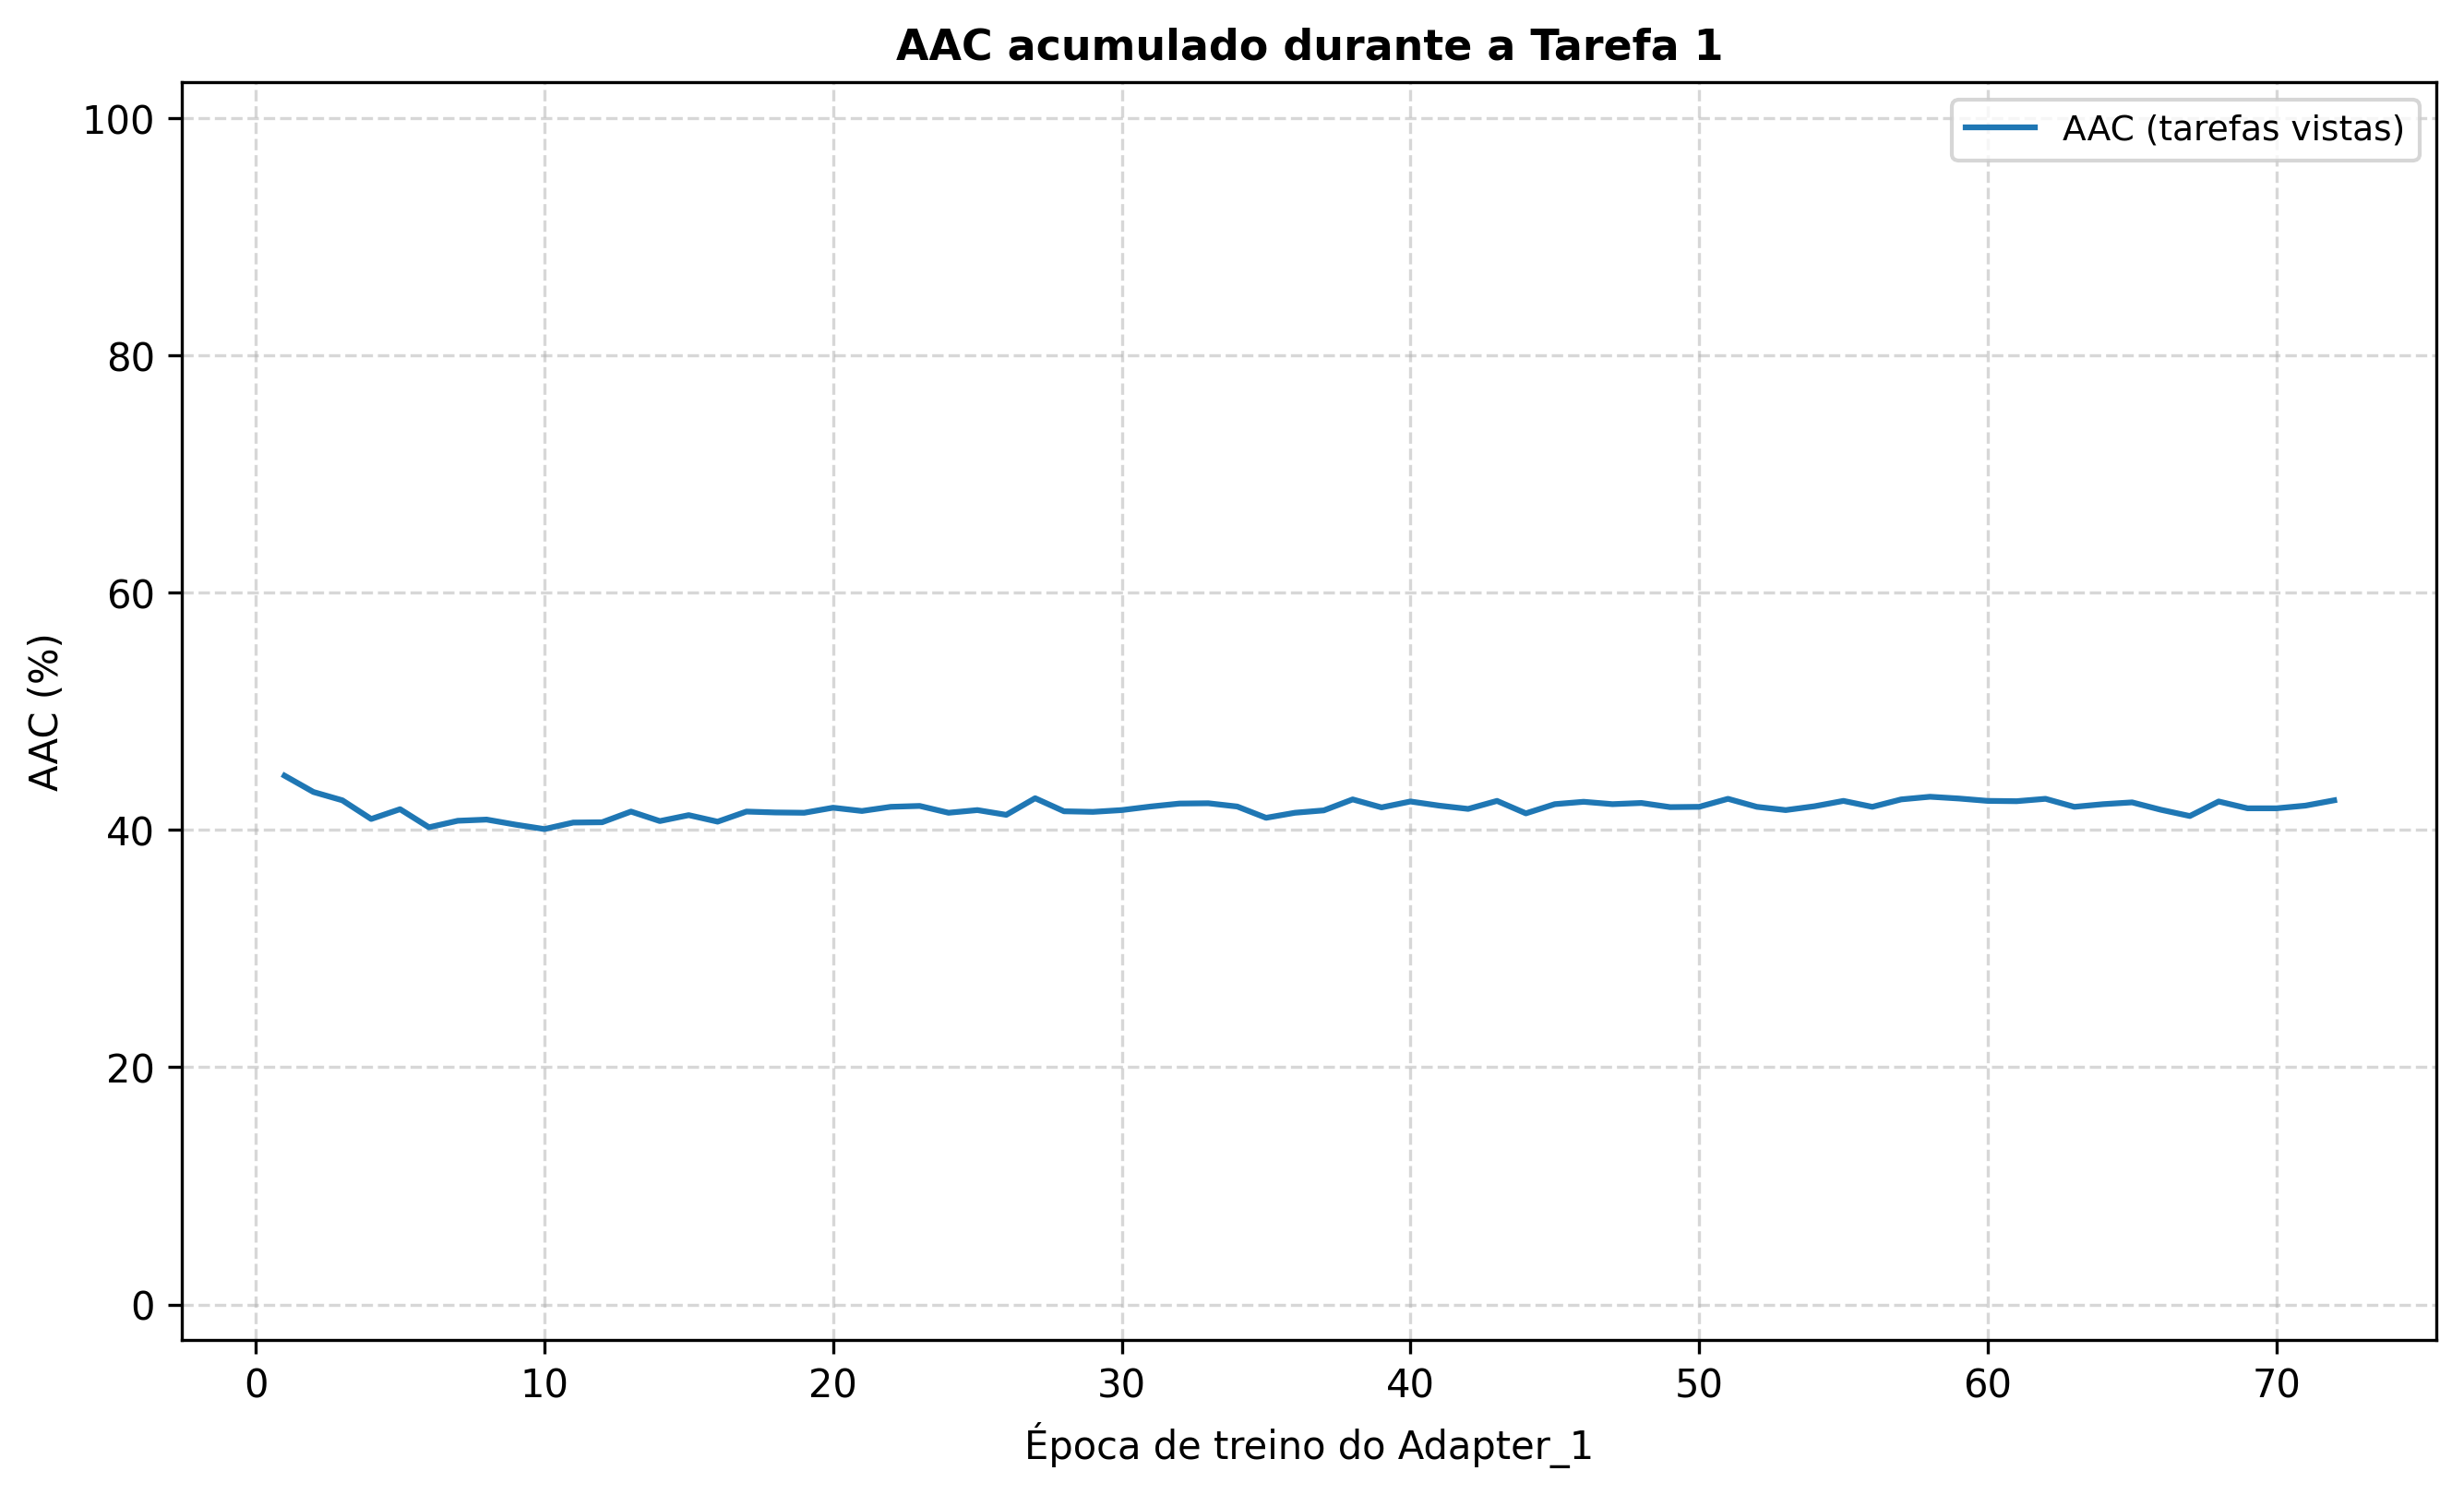 AAC acumulado durante a Tarefa 1
AAC (tarefas vistas)
100
80
60
40
20
0
AAC (%)
0 10 20 30 40 50 60 70
Época de treino do Adapter_1